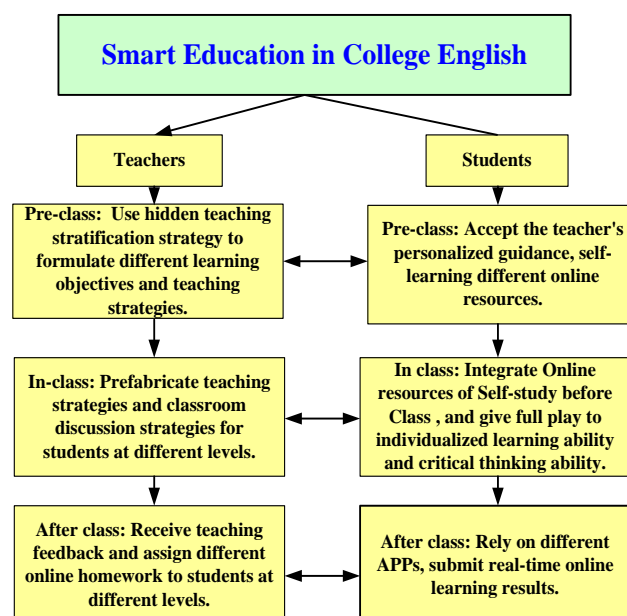 Smart Education in College English
Teachers
Students
Pre-class: Use hidden teaching
stratification strategy to
formulate different learning
objectives and teaching
strategies.
Pre-class: Accept the teacher's
personalized guidance, self-
learning different online
resources.
In-class: Prefabricate teaching
strategies and classroom
discussion strategies for
students at different levels.
In class: Integrate Online
resources of Self-study before
Class , and give full play to
individualized learning ability
and critical thinking ability.
After class: Receive teaching
feedback and assign different
online homework to students at
different levels.
After class: Rely on different
APPs, submit real-time online
learning results.